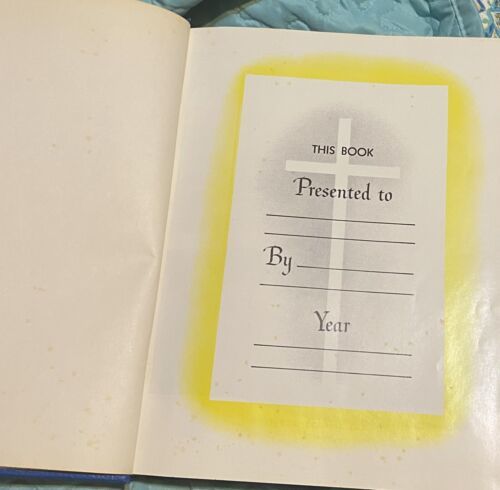 THIS BOOK
Presented to
By
Year